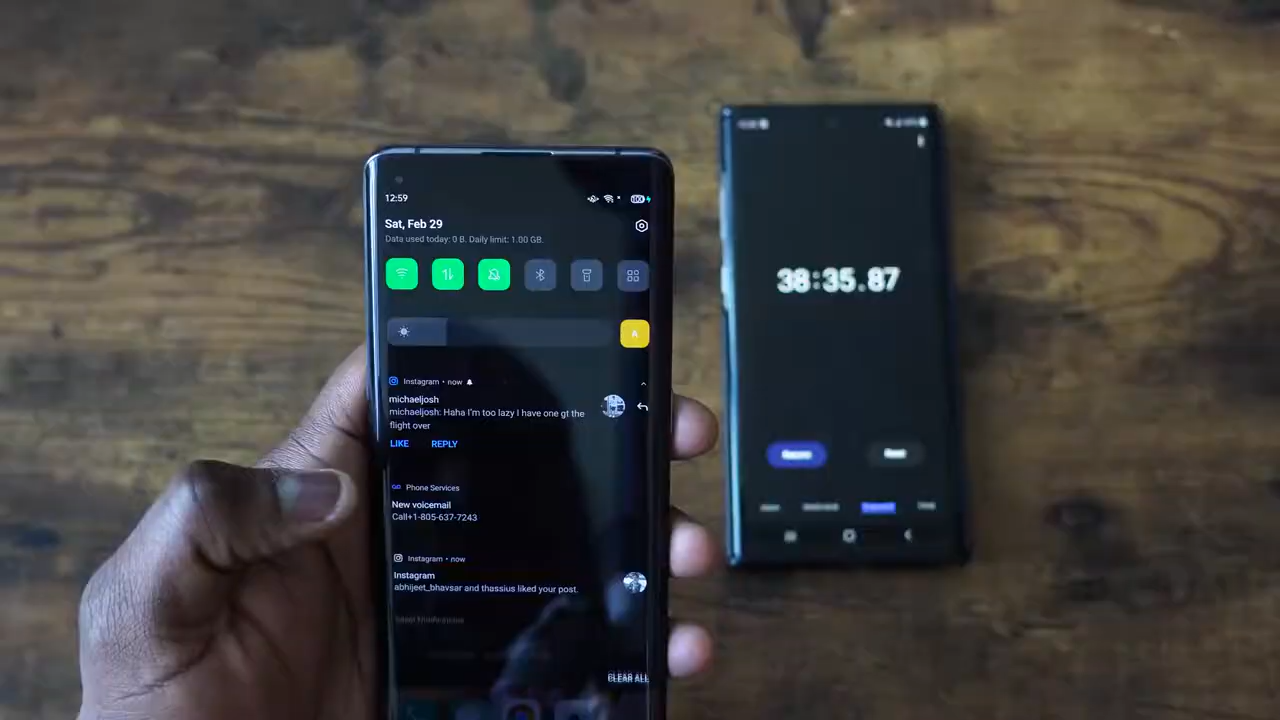 12:59
100
Sat, Feb 29
Data used today: 0 B. Daily limit: 1.00 GB.
A
Instagram • now
michaeljosh
michaeljosh: Haha I'm too lazy I have one gt the
flight over
LIKE REPLY
Phone Services
New voicemail
Call+1-805-637-7243
Instagram • now
Instagram
abhijeet_bhavsar and thassius liked your post.
CLEAR ALL
38:35.87